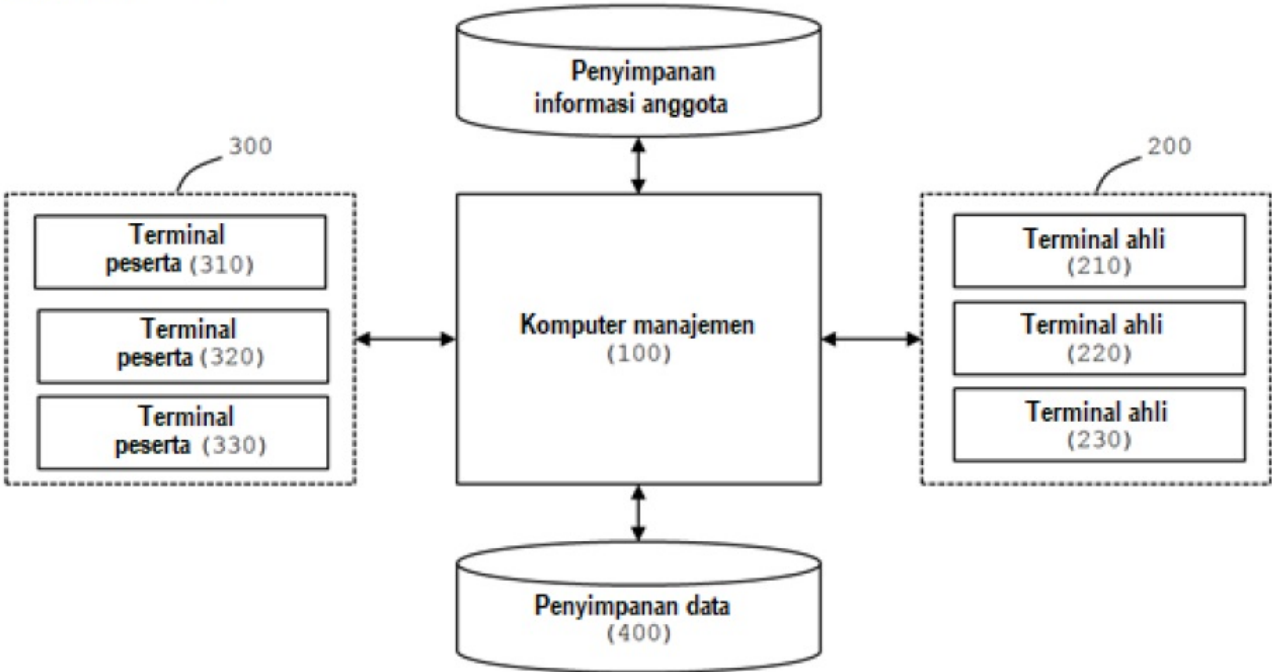 Penyimpanan
informasi anggota
300
200
Terminal
peserta (310)
Terminal
peserta (320)
Terminal
peserta (330)
Komputer manajemen
(100)
Terminal ahli
(210)
Terminal ahli
(220)
Terminal ahli
(230)
Penyimpanan data
(400)